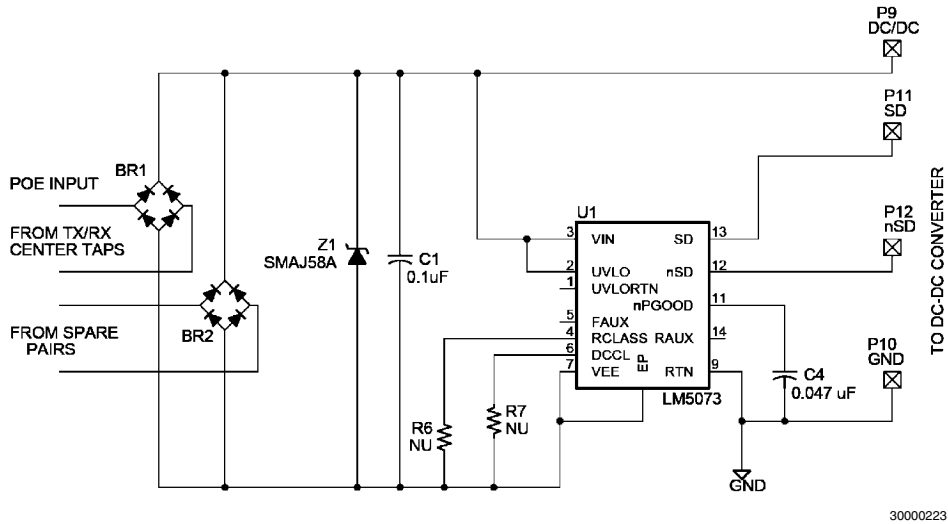 P9
DC/DC
P11
SD
BR1
POE INPUT
FROM TX/RX
CENTER TAPS
Z1
SMAJ58A
C1
0.1uF
U1
3 VIN SD 13
2 UVLO nSD 12
1 UVLORTN
nPGOOD 11
5 FAUX
4 RCLASS RAUX 14
6 DCCL
7 VEE EP RTN 9
LM5073
P12
nSD
TO DC-DC CONVERTER
BR2
FROM SPARE
PAIRS
P10
GND
C4
0.047 uF
R6
NU
R7
NU
GND
30000223